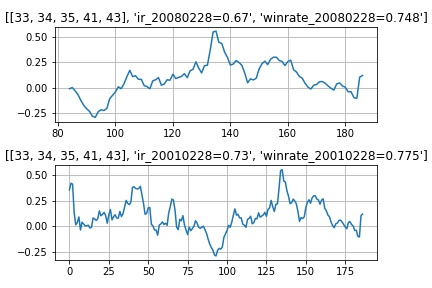 [[33, 34, 35, 41, 43], 'ir_20080228=0.67', 'winrate_20080228=0.748']
0.50
0.25
0.00
−0.25
80 100 120 140 160 180
[[33, 34, 35, 41, 43], 'ir_20010228=0.73', 'winrate_20010228=0.775']
0.50
0.25
0.00
−0.25
0 25 50 75 100 125 150 175